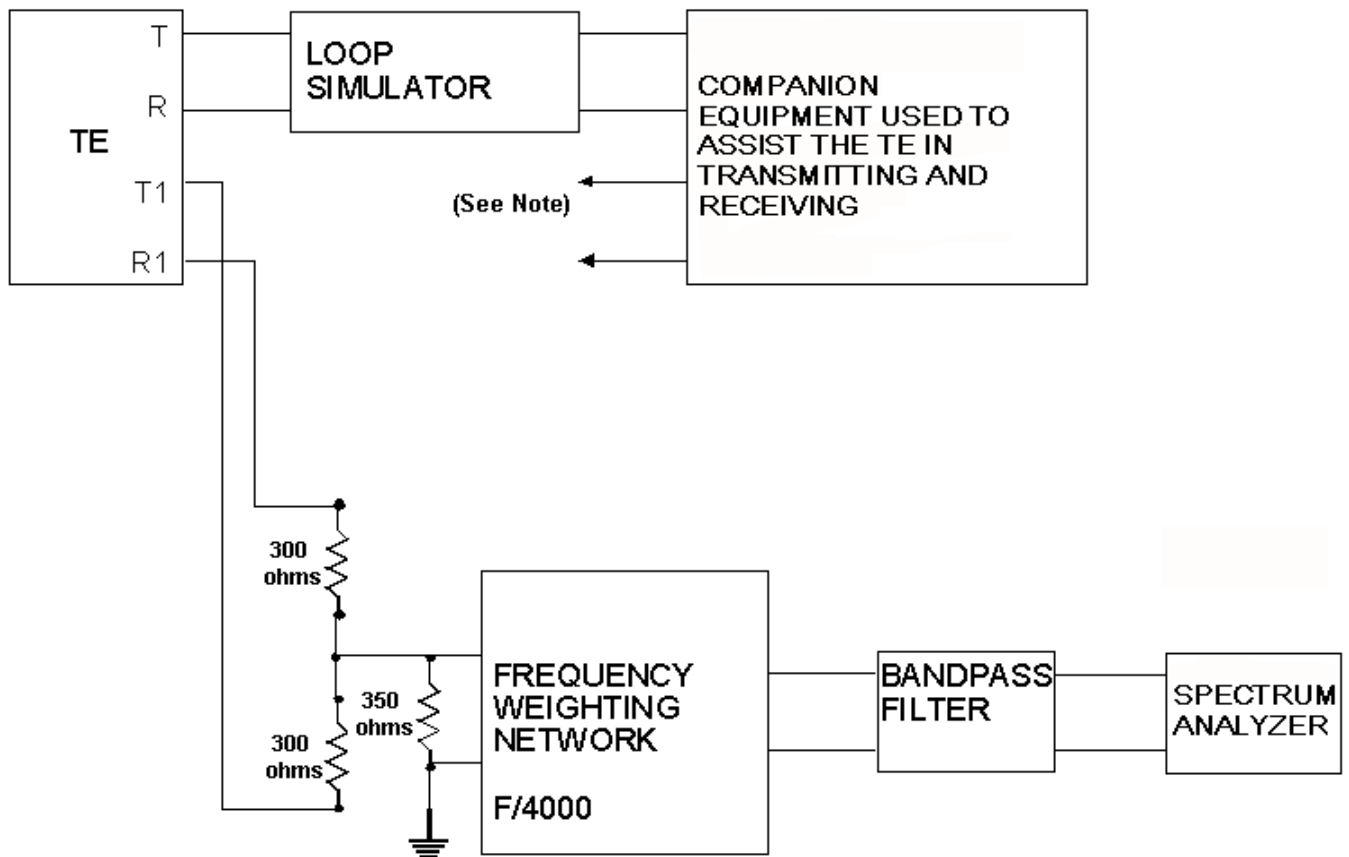 T
R
TE
T1
R1
LOOP
SIMULATOR
COMPANION
EQUIPMENT USED TO
ASSIST THE TE IN
TRANSMITTING AND
RECEIVING
(See Note)
300
ohms
350
ohms
300
ohms
FREQUENCY
WEIGHTING
NETWORK
F/4000
BANDPASS
FILTER
SPECTRUM
ANALYZER